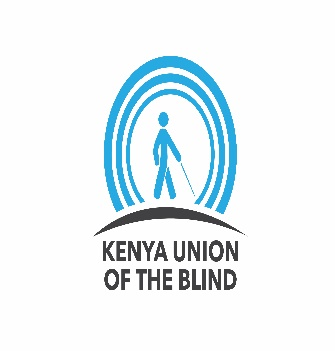 KENYA UNION
OF THE BLIND